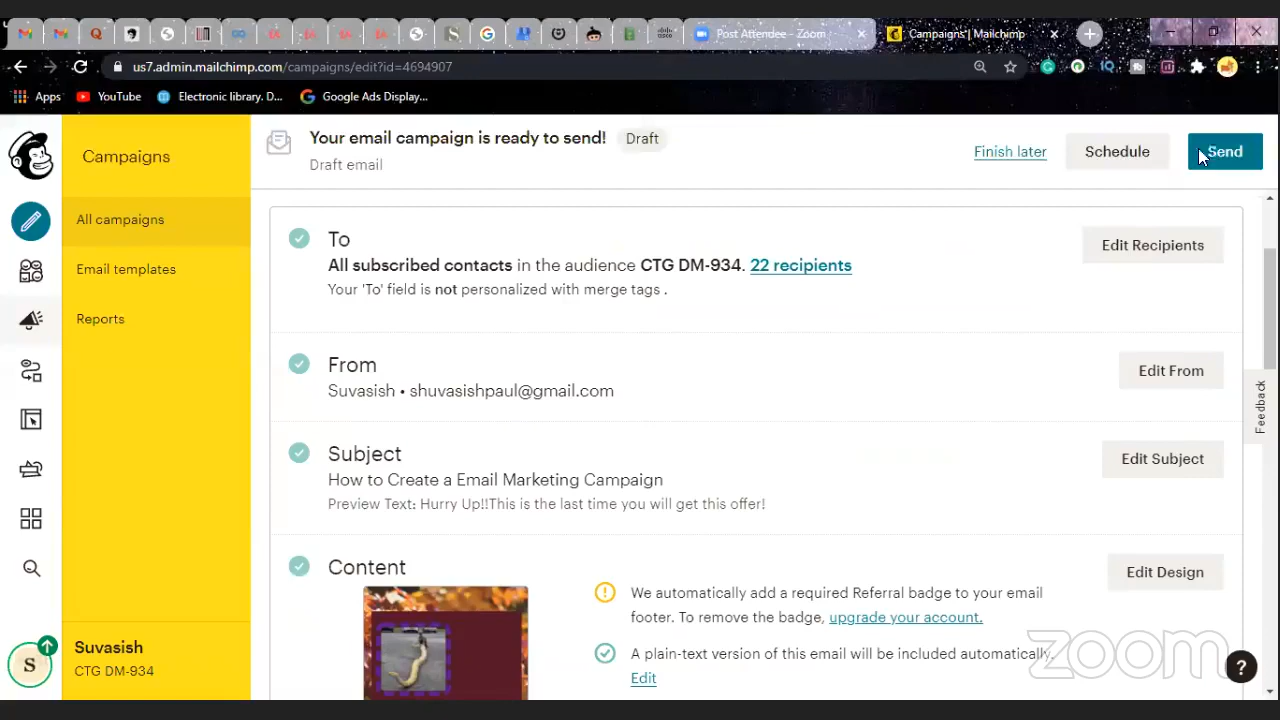 Post Attendee - Zoom
Campaigns | Mailchimp
us7.admin.mailchimp.com/campaigns/edit?id=4694907
Apps
YouTube
Electronic library. D...
Google Ads Display...
Campaigns
All campaigns
Email templates
Reports
Your email campaign is ready to send!
Draft
Draft email
Finish later
Schedule
Send
To
All subscribed contacts in the audience CTG DM-934. 22 recipients
Your 'To' field is not personalized with merge tags .
Edit Recipients
From
Suvasish • shuvasishpaul@gmail.com
Edit From
Subject
How to Create a Email Marketing Campaign
Preview Text: Hurry Up!!This is the last time you will get this offer!
Edit Subject
Content
Edit Design
We automatically add a required Referral badge to your email
footer. To remove the badge, upgrade your account.
A plain-text version of this email will be included automatically.
Edit
Feedback
S
Suvasish
CTG DM-934
zoom
?